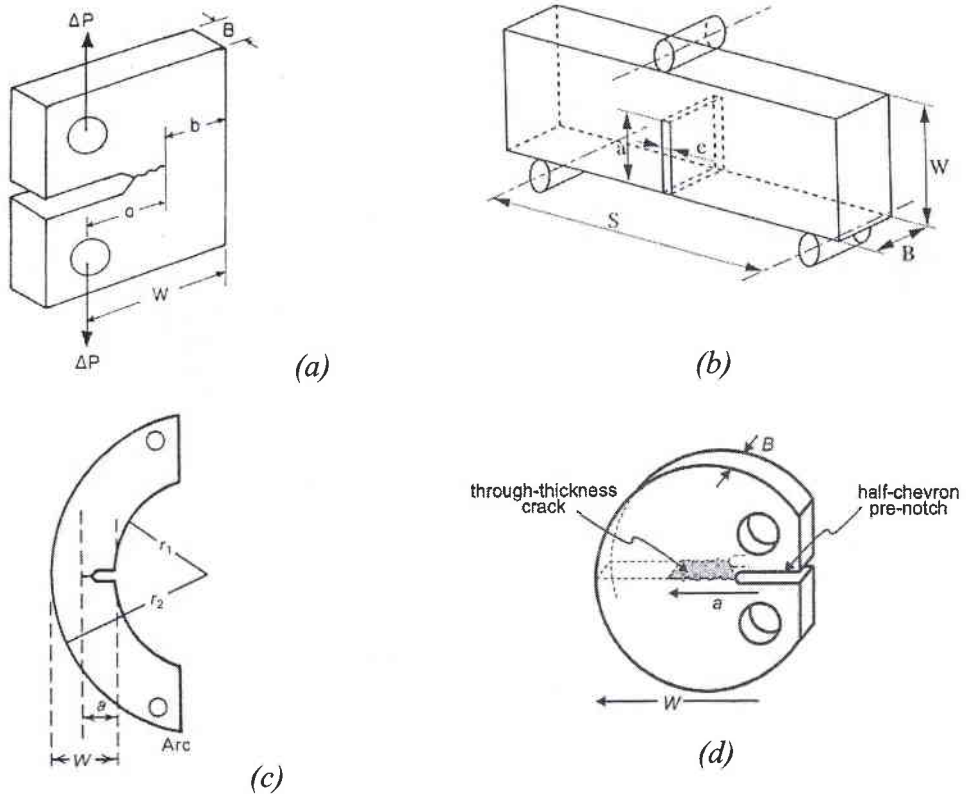 ΔP
B
b
a
W
ΔP
(a)
a
c
W
S
B
(b)
r1
r2
a
W
Arc
(c)
B
through-thickness
crack
half-chevron
pre-notch
a
W
(d)